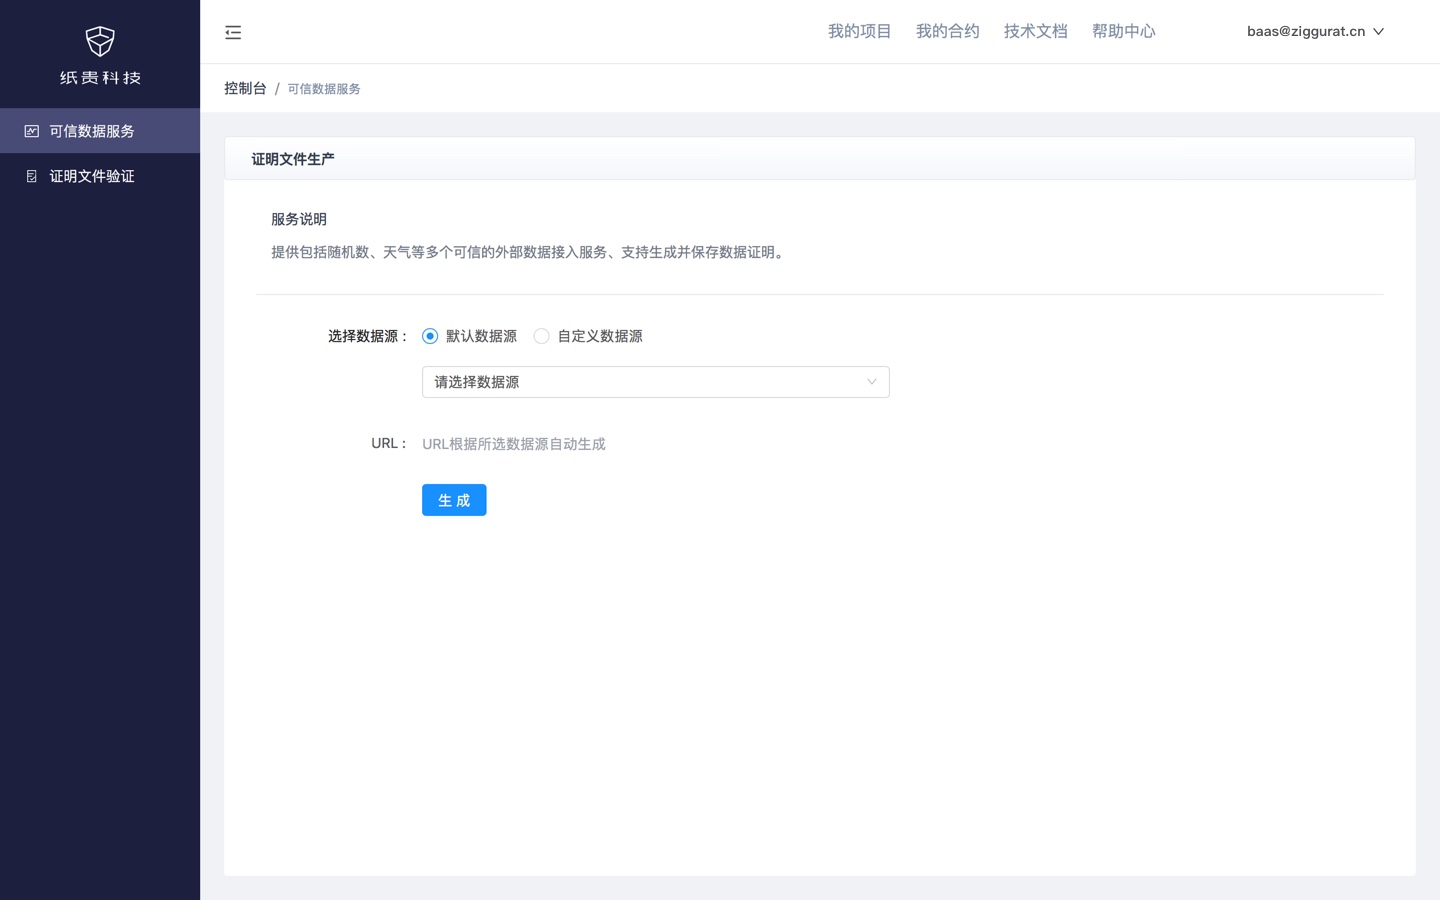 纸贵科技
可信数据服务
证明文件验证
我的项目 我的合约 技术文档 帮助中心 baas@ziggurat.cn
控制台 / 可信数据服务
证明文件生产
服务说明
提供包括随机数、天气等多个可信的外部数据接入服务、支持生成并保存数据证明。
选择数据源： 默认数据源 自定义数据源
请选择数据源
URL： URL根据所选数据源自动生成
生 成